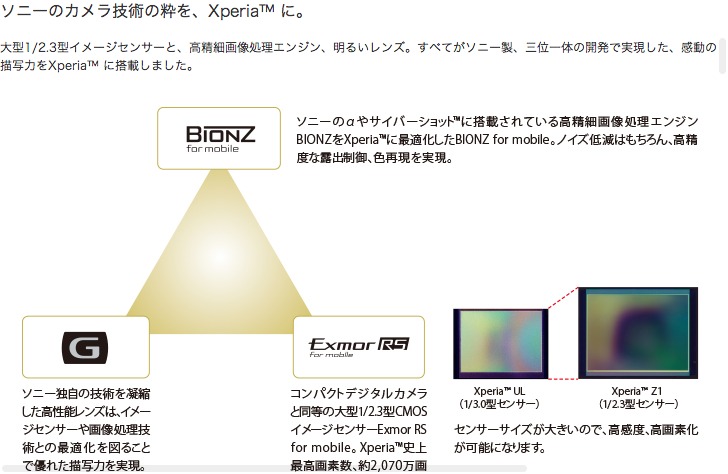 ソニーのカメラ技術の粋を、Xperia™ に。
大型1/2.3型イメージセンサーと、高精細画像処理エンジン、明るいレンズ。すべてがソニー製、三位一体の開発で実現した、感動の
描写力をXperia™ に搭載しました。
BIONZ
for mobile
ソニーのαやサイバーショット™に搭載されている高精細画像処理エンジン
BIONZをXperia™に最適化したBIONZ for mobile。ノイズ低減はもちろん、高精
度な露出制御、色再現を実現。
G
ソニー独自の技術を凝縮
した高性能レンズは、イメー
ジセンサーや画像処理技
術との最適化を図ること
で優れた描写力を実現。
Exmor RS
for mobile
コンパクトデジタルカメラ
と同等の大型1/2.3型CMOS
イメージセンサーExmor RS
for mobile。Xperia™史上
最高画素数、約2,070万画
Xperia™ UL
（1/3.0型センサー）
Xperia™ Z1
（1/2.3型センサー）
センサーサイズが大きいので、高感度、高画素化
が可能になります。